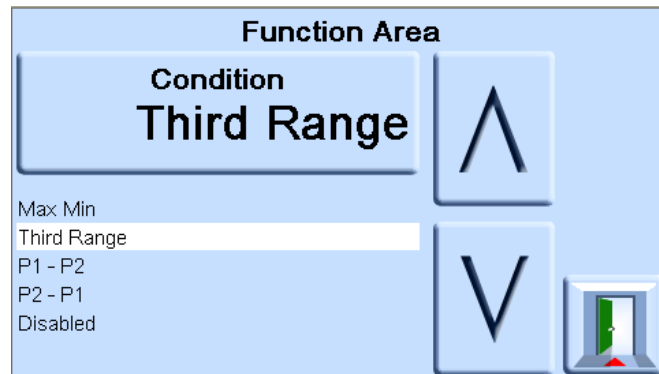 Function Area
Condition
Third Range
Max Min
Third Range
P1 - P2
P2 - P1
Disabled